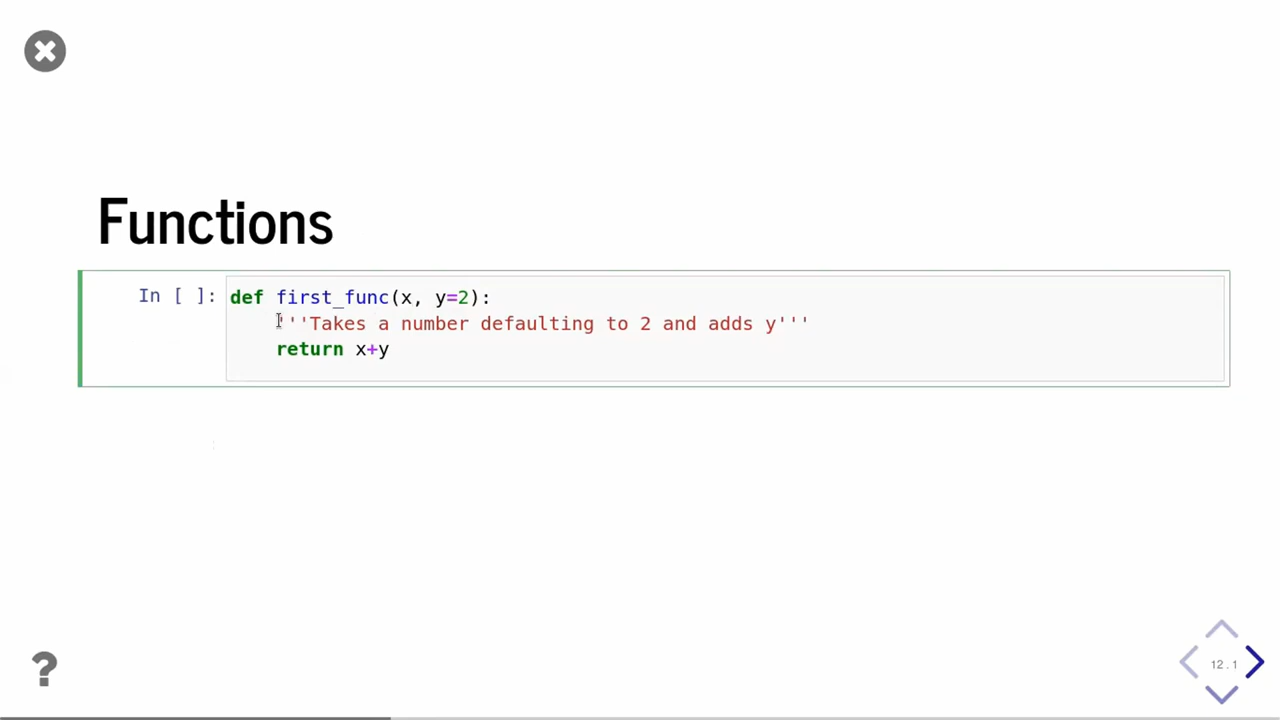 Functions
In [ ]: def first_func(x, y=2):
'''Takes a number defaulting to 2 and adds y'''
return x+y
?
12.1